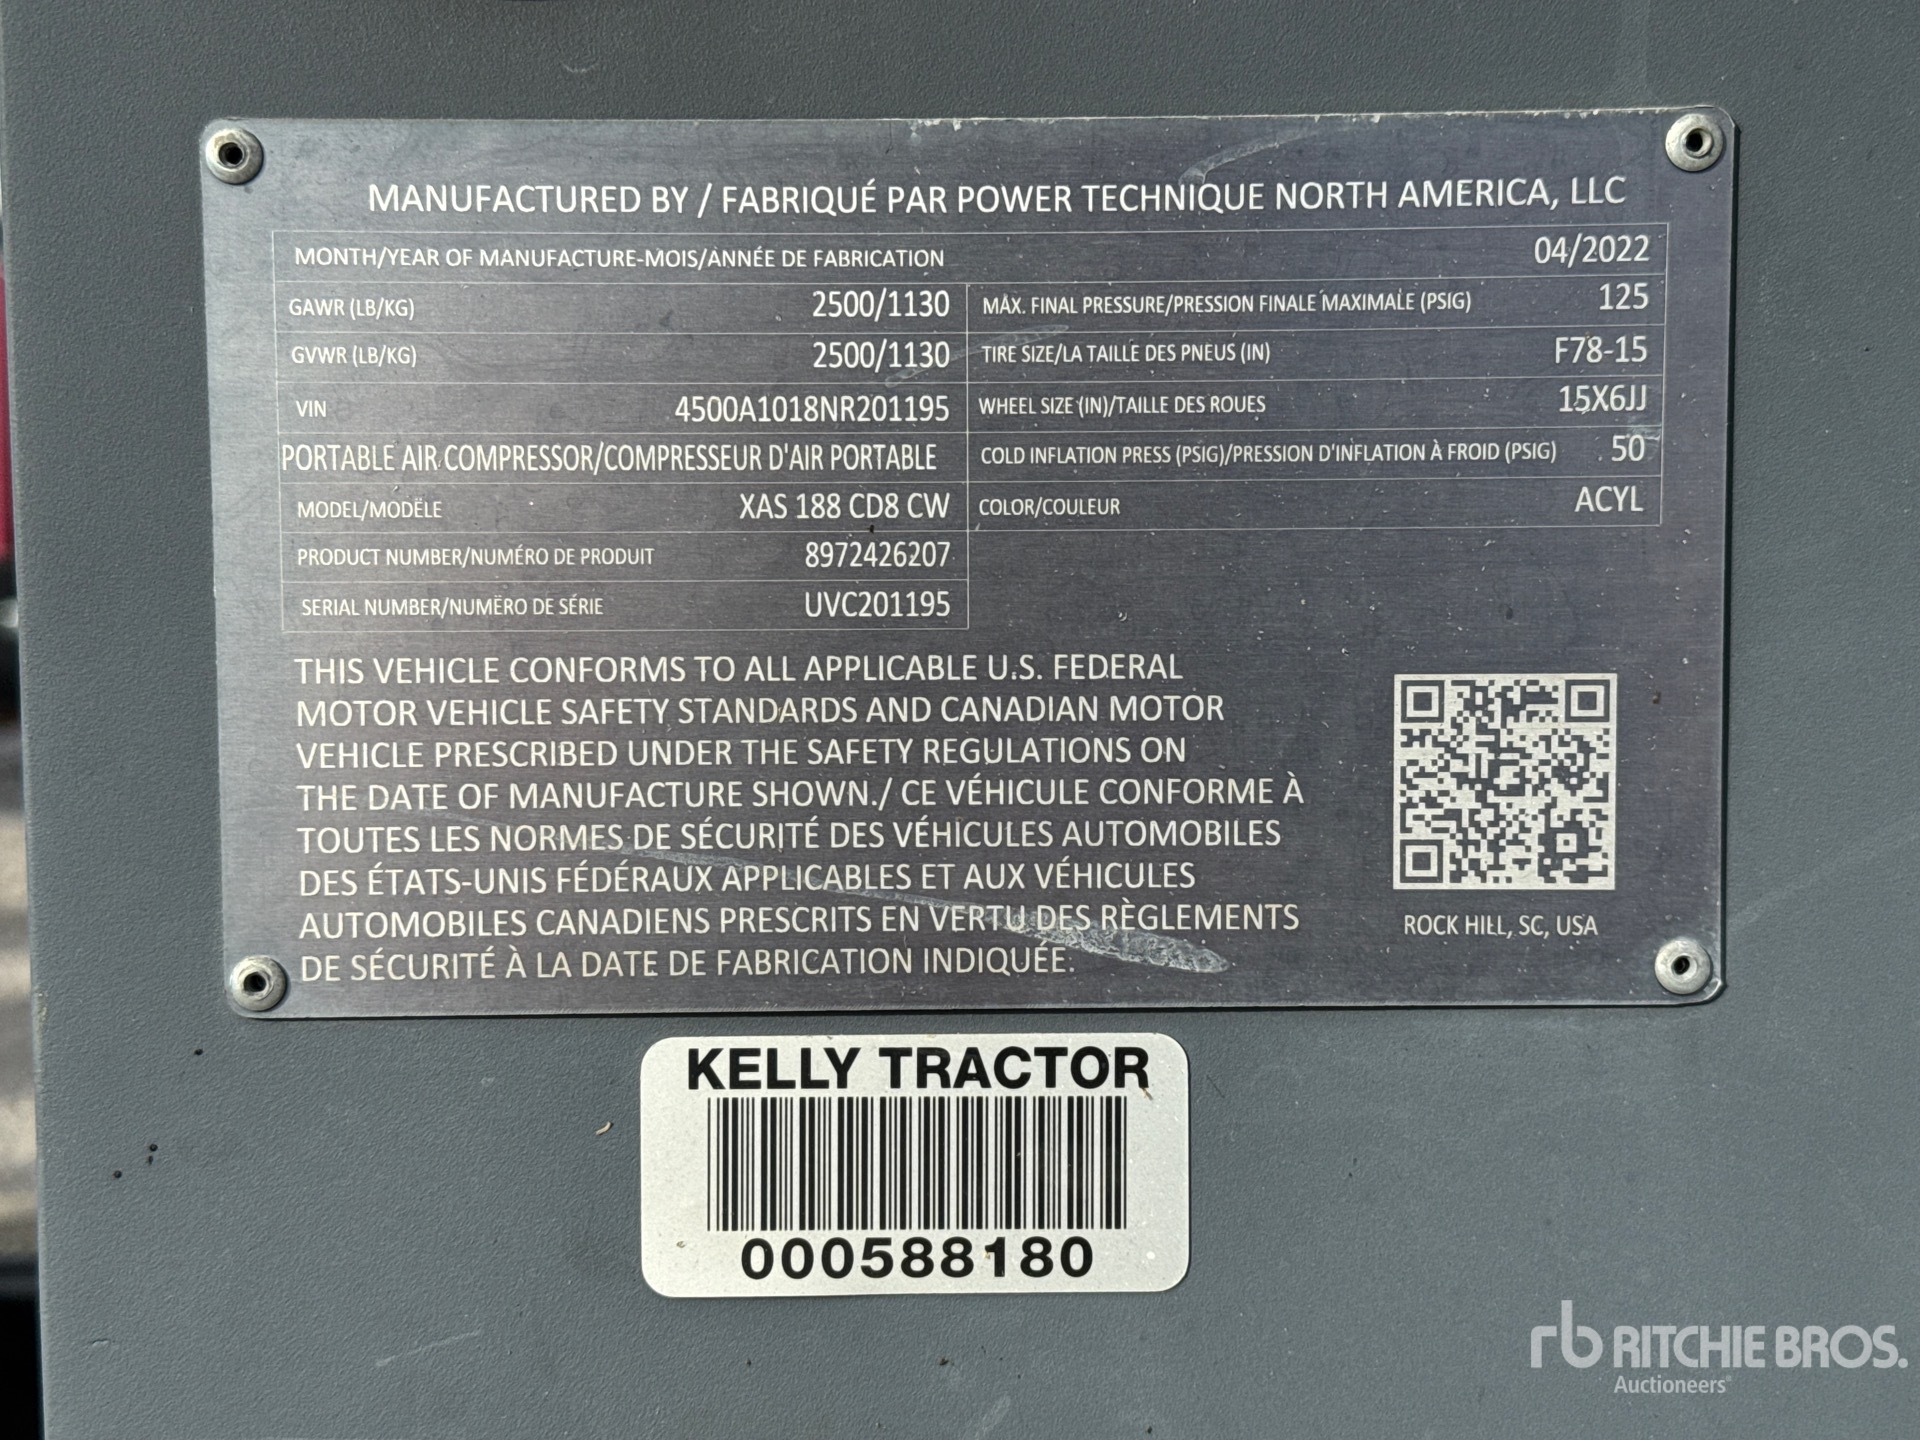 MANUFACTURED BY / FABRIQUÉ PAR POWER TECHNIQUE NORTH AMERICA, LLC
MONTH/YEAR OF MANUFACTURE-MOIS/ANNÉE DE FABRICATION 04/2022
GAWR (LB/KG) 2500/1130 MAX. FINAL PRESSURE/PRESSION FINALE MAXIMALE (PSIG) 125
GVWR (LB/KG) 2500/1130 TIRE SIZE/LA TAILLE DES PNEUS (IN) F78-15
VIN 4500A1018NR201195 WHEEL SIZE (IN)/TAILLE DES ROUES 15X6JJ
PORTABLE AIR COMPRESSOR/COMPRESSEUR D'AIR PORTABLE COLD INFLATION PRESS (PSIG)/PRESSION D'INFLATION À FROID (PSIG) 50
MODEL/MODËLE XAS 188 CD8 CW COLOR/COULEUR ACYL
PRODUCT NUMBER/NUMÉRO DE PRODUIT 8972426207
SERIAL NUMBER/NUMËRO DE SÉRIE UVC201195
THIS VEHICLE CONFORMS TO ALL APPLICABLE U.S. FEDERAL
MOTOR VEHICLE SAFETY STANDARDS AND CANADIAN MOTOR
VEHICLE PRESCRIBED UNDER THE SAFETY REGULATIONS ON
THE DATE OF MANUFACTURE SHOWN./ CE VÉHICULE CONFORME À
TOUTES LES NORMES DE SÉCURITÉ DES VÉHICULES AUTOMOBILES
DES ÉTATS-UNIS FÉDÉRAUX APPLICABLES ET AUX VÉHICULES
AUTOMOBILES CANADIENS PRESCRITS EN VERTU DES RÈGLEMENTS
DE SÉCURITÉ À LA DATE DE FABRICATION INDIQUÉE.
ROCK HILL, SC, USA
KELLY TRACTOR
000588180
rb RITCHIE BROS.
Auctioneers